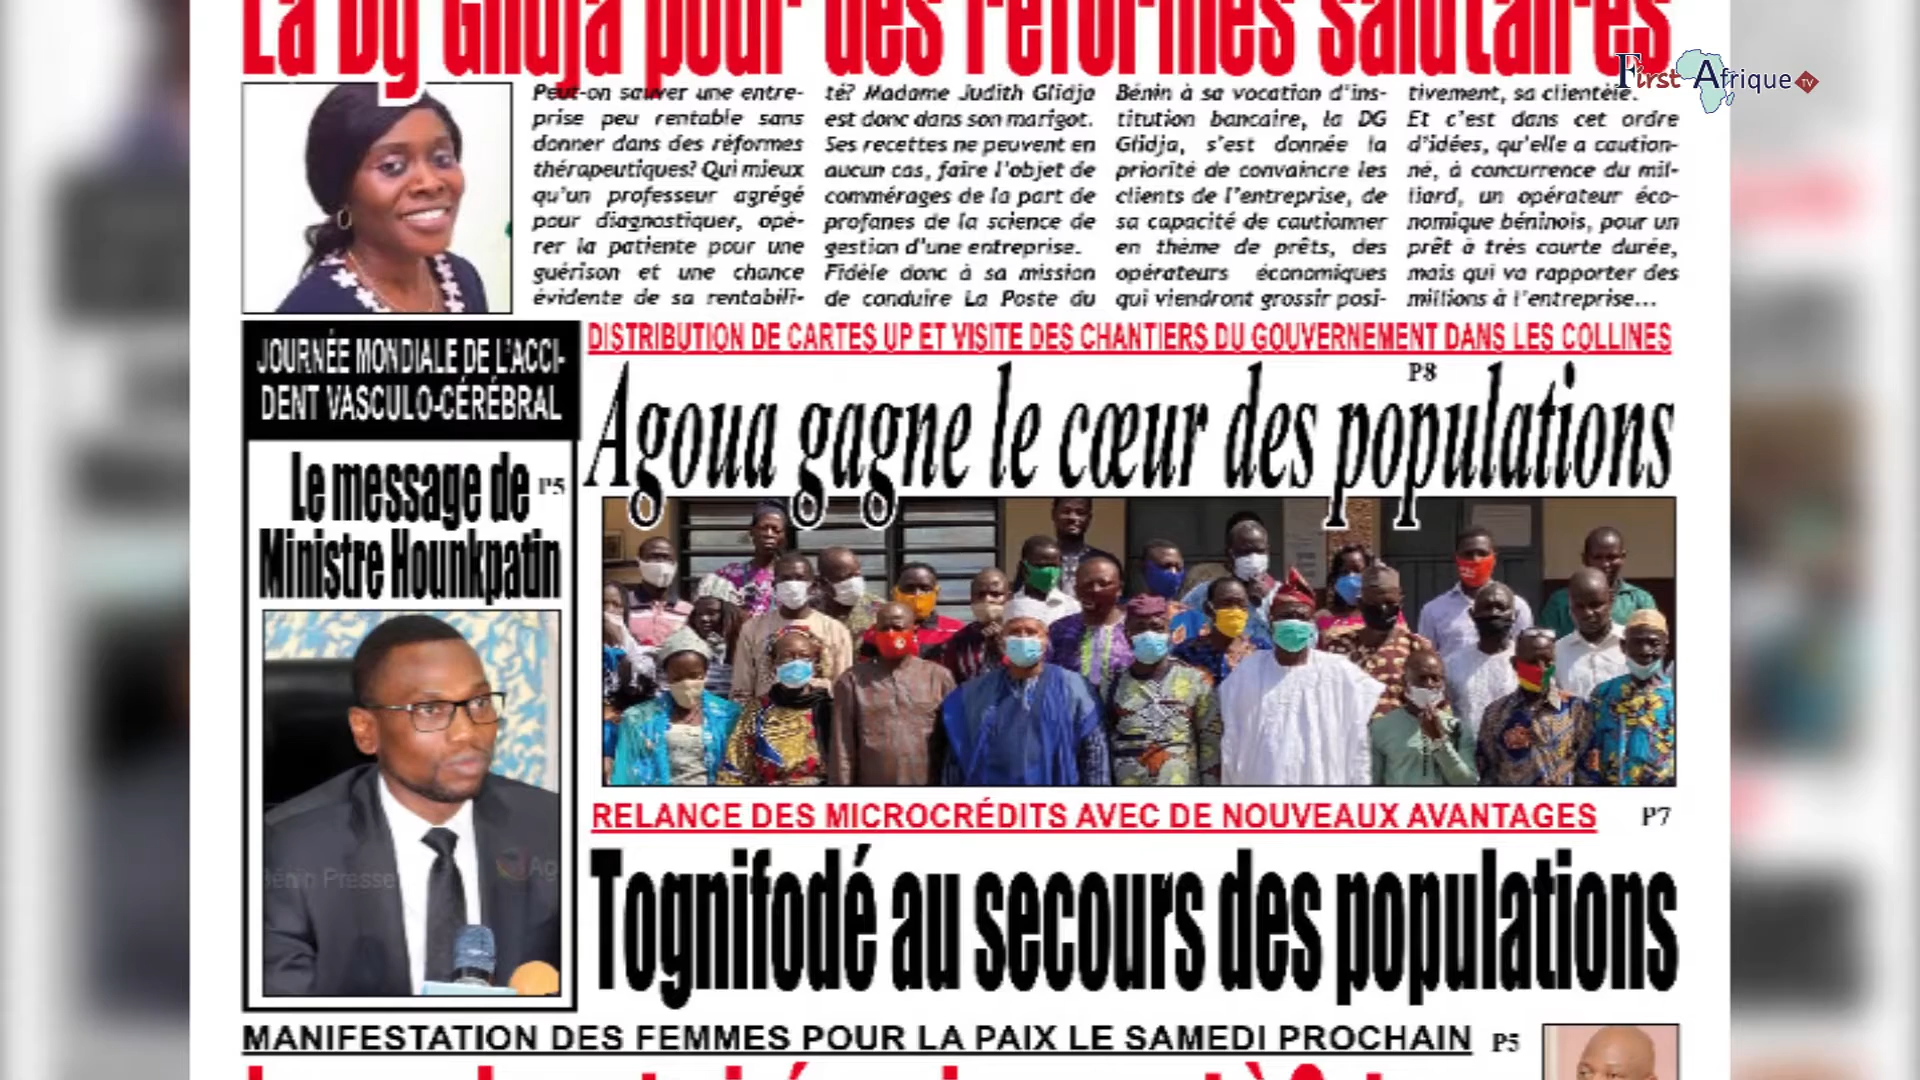 La Dg Glidja pour des réformes salutaires
First Afrique TV
Peut-on sauver une entre-
prise peu rentable sans
donner dans des réformes
thérapeutiques? Qui mieux
qu'un professeur agrégé
pour diagnostiquer, opé-
rer la patiente pour une
guérison et une chance
évidente de sa rentabili-
té? Madame Judith Glidja
est donc dans son marigot.
Ses recettes ne peuvent en
aucun cas, faire l'objet de
commérages de la part de
profanes de la science de
gestion d'une entreprise.
Fidèle donc à sa mission
de conduire La Poste du
Bénin à sa vocation d'ins-
titution bancaire, la DG
Glidja, s'est donnée la
priorité de convaincre les
clients de l'entreprise, de
sa capacité de cautionner
en thème de prêts, des
opérateurs économiques
qui viendront grossir posi-
tivement, sa clientèle.
Et c'est dans cet ordre
d'idées, qu'elle a caution-
né, à concurrence du mil-
liard, un opérateur éco-
nomique béninois, pour un
prêt à très courte durée,
mais qui va rapporter des
millions à l'entreprise...
JOURNÉE MONDIALE DE L'ACCI-
DENT VASCULO-CÉRÉBRAL
Le message de P5
Ministre Hounkpatin
Bénin Presse
Ag
DISTRIBUTION DE CARTES UP ET VISITE DES CHANTIERS DU GOUVERNEMENT DANS LES COLLINES
P8
Agoua gagne le cœur des populations
RELANCE DES MICROCRÉDITS AVEC DE NOUVEAUX AVANTAGES P7
Tognifodé au secours des populations
MANIFESTATION DES FEMMES POUR LA PAIX LE SAMEDI PROCHAIN P5